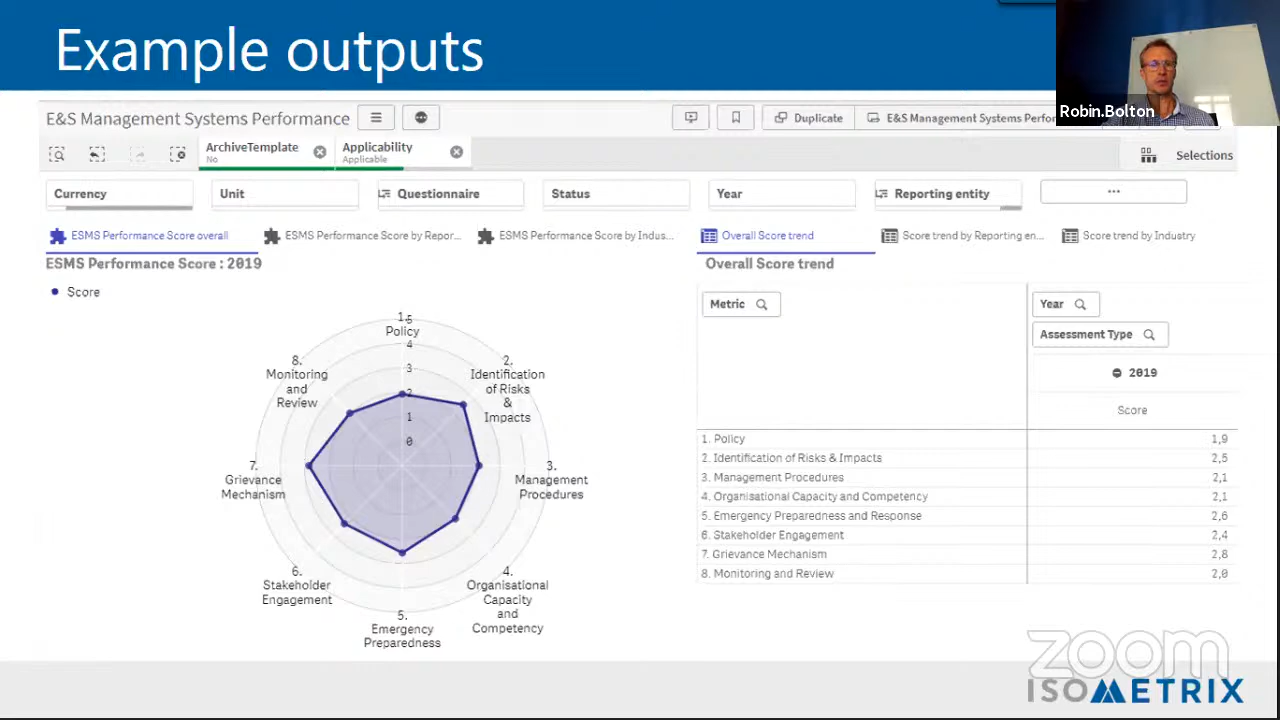 Example outputs
Robin.Bolton
E&S Management Systems Performance
Duplicate
E&S Management Systems Perfor
ArchiveTemplate
No
Applicability
Applicable
Selections
Currency
Unit
Questionnaire
Status
Year
Reporting entity
...
ESMS Performance Score overall
ESMS Performance Score by Repor...
ESMS Performance Score by Indus...
Overall Score trend
Score trend by Reporting en...
Score trend by Industry
ESMS Performance Score : 2019
Score
5
4
3
2
1
0
1.
Policy
2.
Identification
of Risks
&
Impacts
3.
Management
Procedures
4.
Organisational
Capacity
and
Competency
5.
Emergency
Preparedness
6.
Stakeholder
Engagement
7.
Grievance
Mechanism
8.
Monitoring
and
Review
Overall Score trend
Metric
Year
Assessment Type
2019
Score
1. Policy 1,9
2. Identification of Risks & Impacts 2,5
3. Management Procedures 2,1
4. Organisational Capacity and Competency 2,1
5. Emergency Preparedness and Response 2,6
6. Stakeholder Engagement 2,4
7. Grievance Mechanism 2,8
8. Monitoring and Review 2,0
zoom
ISOMETRIX